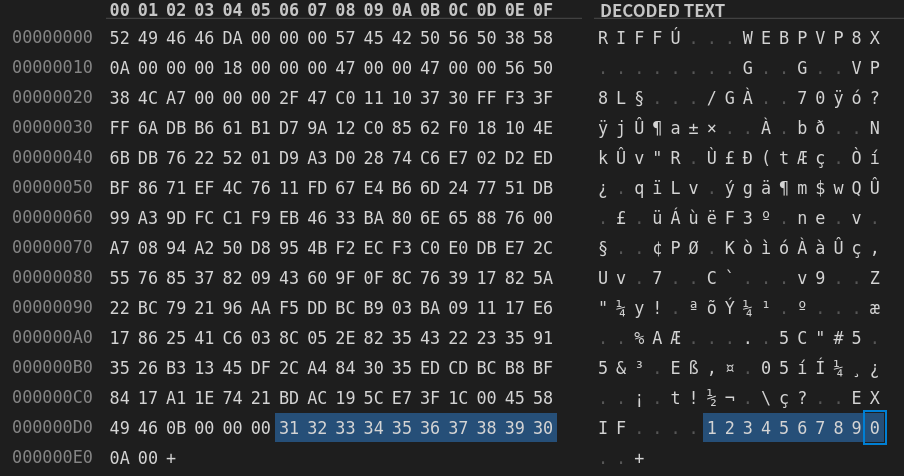 00 01 02 03 04 05 06 07 08 09 0A 0B 0C 0D 0E 0F DECODED TEXT
00000000 52 49 46 46 DA 00 00 00 57 45 42 50 56 50 38 58 R I F F Ú . . . W E B P V P 8 X
00000010 0A 00 00 00 18 00 00 00 47 00 00 47 00 00 56 50 . . . . . . . . G . . G . . V P
00000020 38 4C A7 00 00 00 2F 47 C0 11 10 37 30 FF F3 3F 8 L § . . . / G À . . 7 0 ÿ ó ?
00000030 FF 6A DB B6 61 B1 D7 9A 12 C0 85 62 F0 18 10 4E ÿ j Û ¶ a ± × . . À . b ð . . N
00000040 6B DB 76 22 52 01 D9 A3 D0 28 74 C6 E7 02 D2 ED k Û v " R . Ù £ Ð ( t Æ ç . Ò í
00000050 BF 86 71 EF 4C 76 11 FD 67 E4 B6 6D 24 77 51 DB ¿ . q ï L v . ý g ä ¶ m $ w Q Û
00000060 99 A3 9D FC C1 F9 EB 46 33 BA 80 6E 65 88 76 00 . £ . ü Á ù ë F 3 º . n e . v .
00000070 A7 08 94 A2 50 D8 95 4B F2 EC F3 C0 E0 DB E7 2C § . . ¢ P Ø . K ò ì ó À à Û ç ,
00000080 55 76 85 37 82 09 43 60 9F 0F 8C 76 39 17 82 5A U v . 7 . . C ` . . . v 9 . . Z
00000090 22 BC 79 21 96 AA F5 DD BC B9 03 BA 09 11 17 E6 " ¼ y ! . ª õ Ý ¼ ¹ . º . . . æ
000000A0 17 86 25 41 C6 03 8C 05 2E 82 35 43 22 23 35 91 . . % A Æ . . . . . 5 C " # 5 .
000000B0 35 26 B3 13 45 DF 2C A4 84 30 35 ED CD BC B8 BF 5 & ³ . E ß , ¤ . 0 5 í Í ¼ ¸ ¿
000000C0 84 17 A1 1E 74 21 BD AC 19 5C E7 3F 1C 00 45 58 . . ¡ . t ! ½ ¬ . \ ç ? . . E X
000000D0 49 46 0B 00 00 00 31 32 33 34 35 36 37 38 39 30 I F . . . . 1 2 3 4 5 6 7 8 9 0
000000E0 0A 00 + . . +